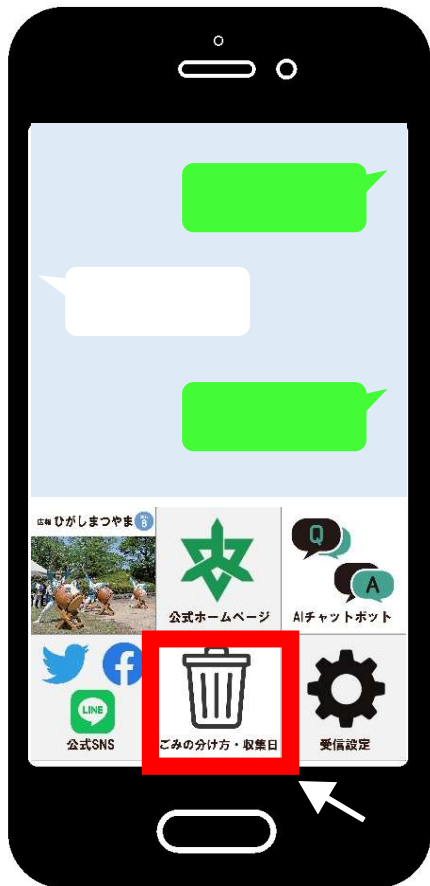 広報 ひがしまつやま 8
公式ホームページ
Q
A
AIチャットボット
LINE
公式SNS
ごみの分け方・収集日
受信設定